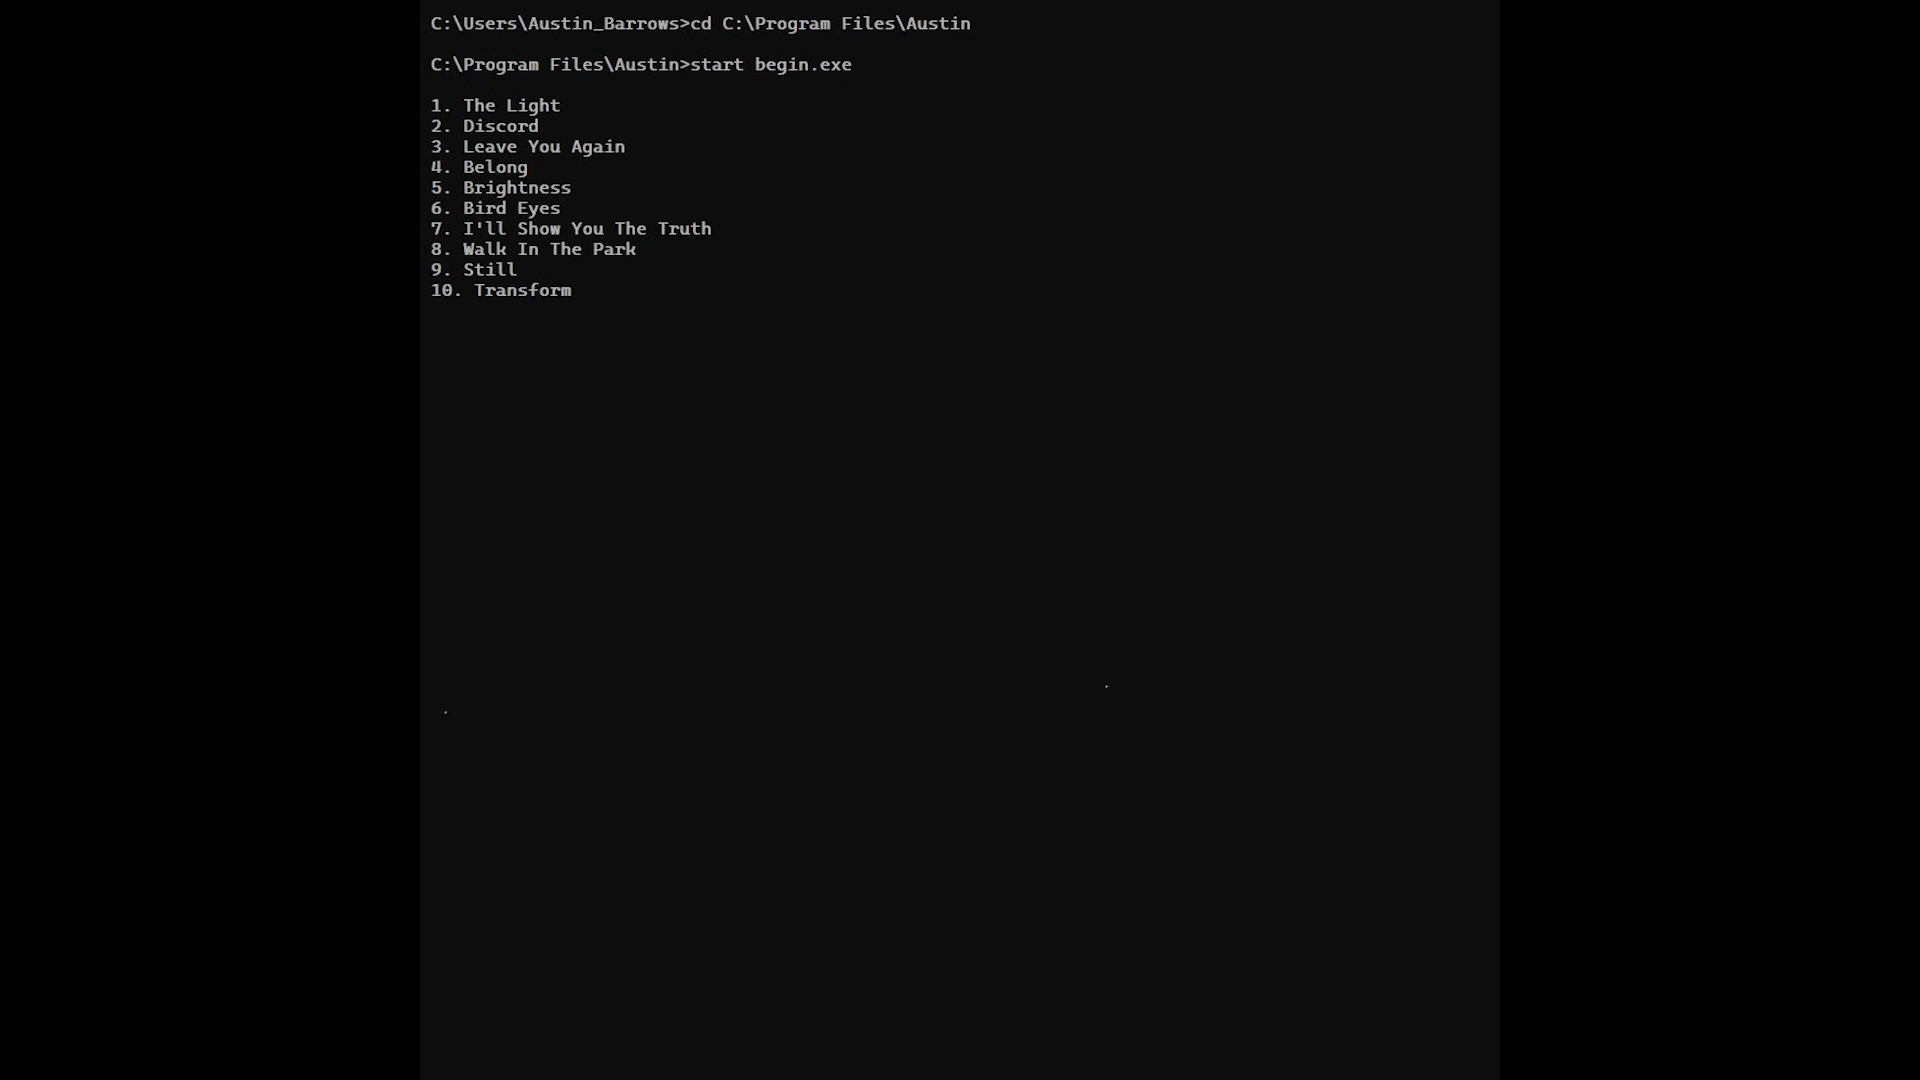 C:\Users\Austin_Barrows>cd C:\Program Files\Austin
C:\Program Files\Austin>start begin.exe
1. The Light
2. Discord
3. Leave You Again
4. Belong
5. Brightness
6. Bird Eyes
7. I'll Show You The Truth
8. Walk In The Park
9. Still
10. Transform